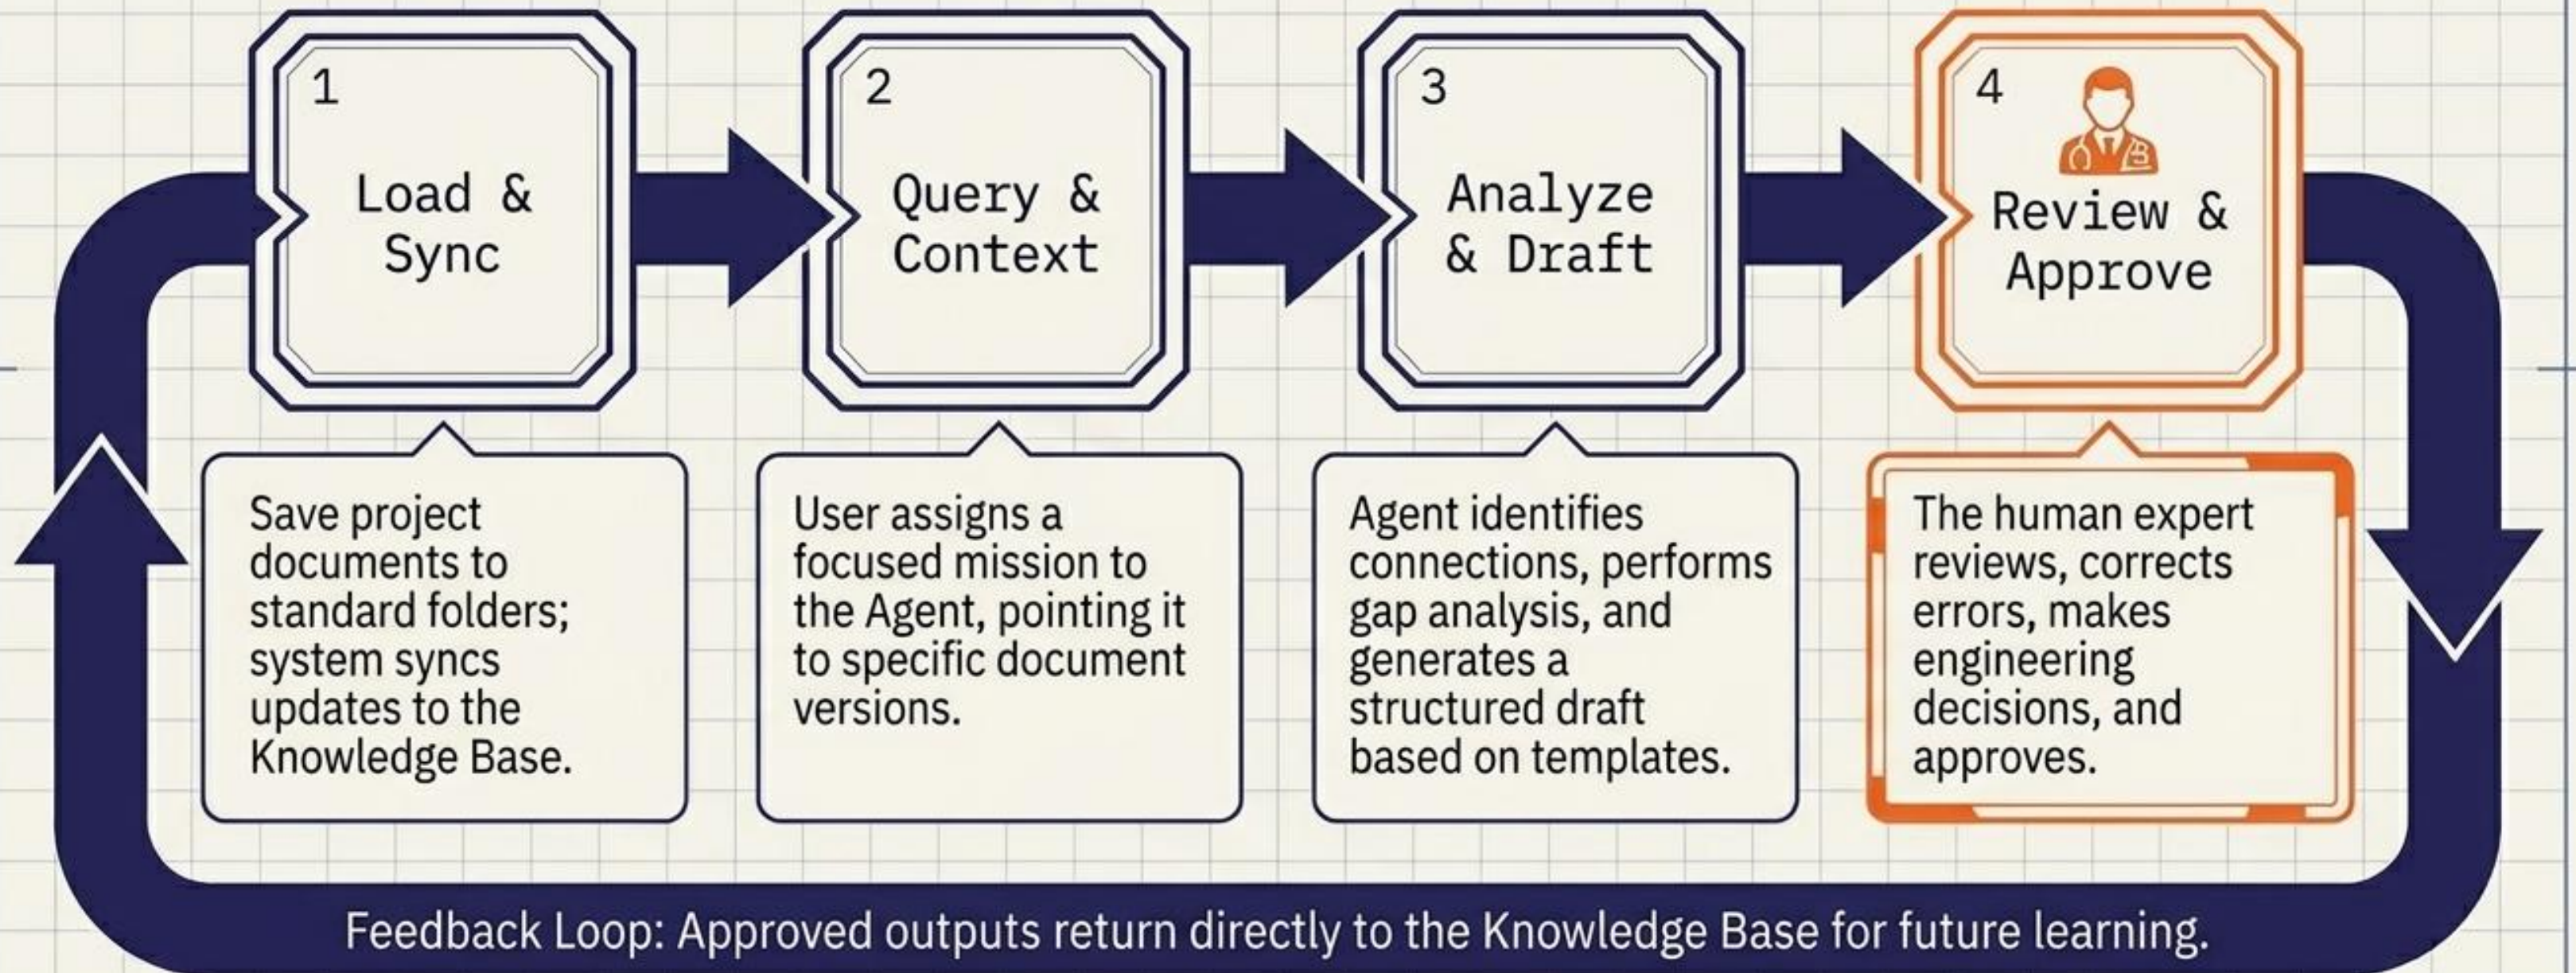 1
Load &
Sync
2
Query &
Context
3
Analyze
& Draft
4
Review &
Approve
Save project
documents to
standard folders;
system syncs
updates to the
Knowledge Base.
User assigns a
focused mission to
the Agent, pointing it
to specific document
versions.
Agent identifies
connections, performs
gap analysis, and
generates a
structured draft
based on templates.
The human expert
reviews, corrects
errors, makes
engineering
decisions, and
approves.
Feedback Loop: Approved outputs return directly to the Knowledge Base for future learning.